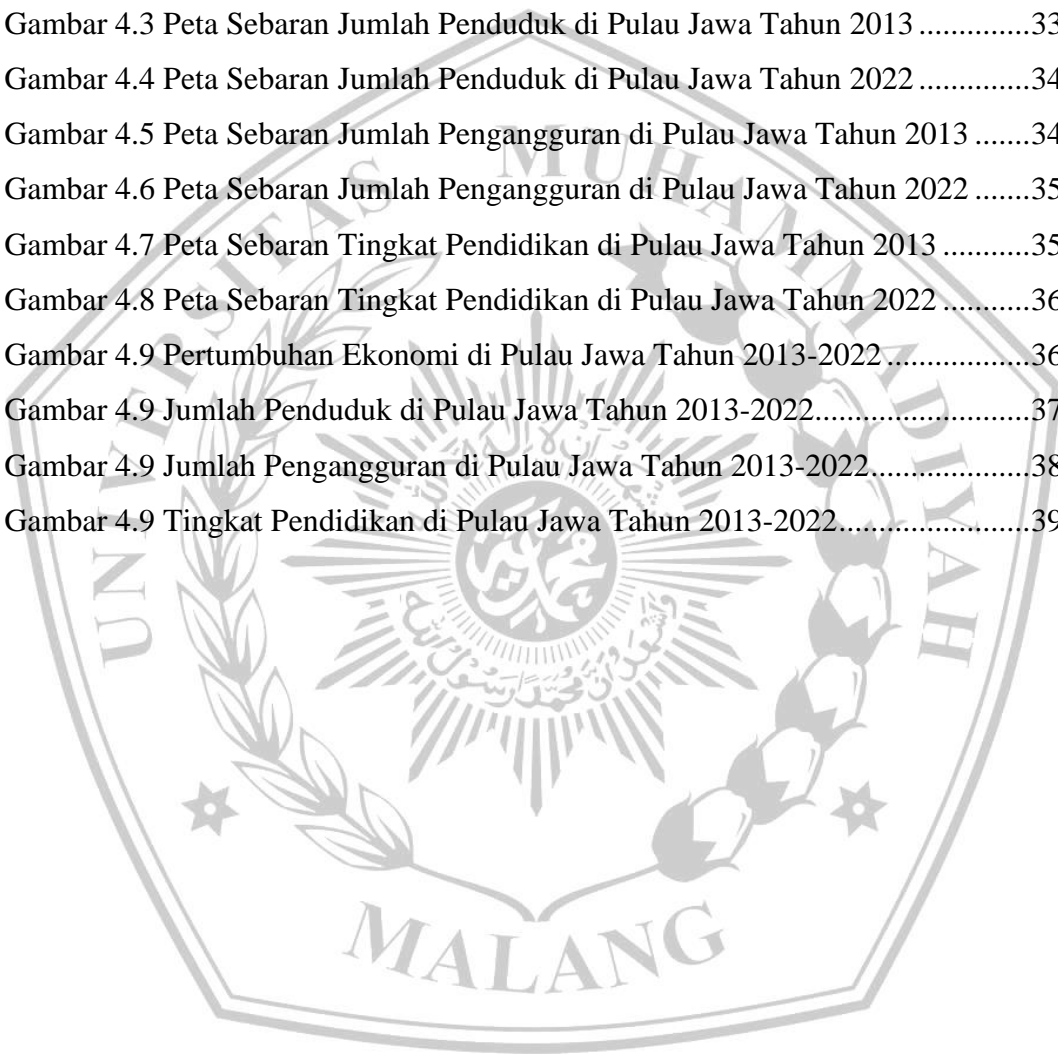 Gambar 4.3 Peta Sebaran Jumlah Penduduk di Pulau Jawa Tahun 2013 ..............33
Gambar 4.4 Peta Sebaran Jumlah Penduduk di Pulau Jawa Tahun 2022 ..............34
Gambar 4.5 Peta Sebaran Jumlah Pengangguran di Pulau Jawa Tahun 2013 .......34
Gambar 4.6 Peta Sebaran Jumlah Pengangguran di Pulau Jawa Tahun 2022 .......35
Gambar 4.7 Peta Sebaran Tingkat Pendidikan di Pulau Jawa Tahun 2013 ...........35
Gambar 4.8 Peta Sebaran Tingkat Pendidikan di Pulau Jawa Tahun 2022 ...........36
Gambar 4.9 Pertumbuhan Ekonomi di Pulau Jawa Tahun 2013-2022..................36
Gambar 4.9 Jumlah Penduduk di Pulau Jawa Tahun 2013-2022...........................37
Gambar 4.9 Jumlah Pengangguran di Pulau Jawa Tahun 2013-2022....................38
Gambar 4.9 Tingkat Pendidikan di Pulau Jawa Tahun 2013-2022........................39
UNIVERSITAS MUHAMMADIYAH
MALANG